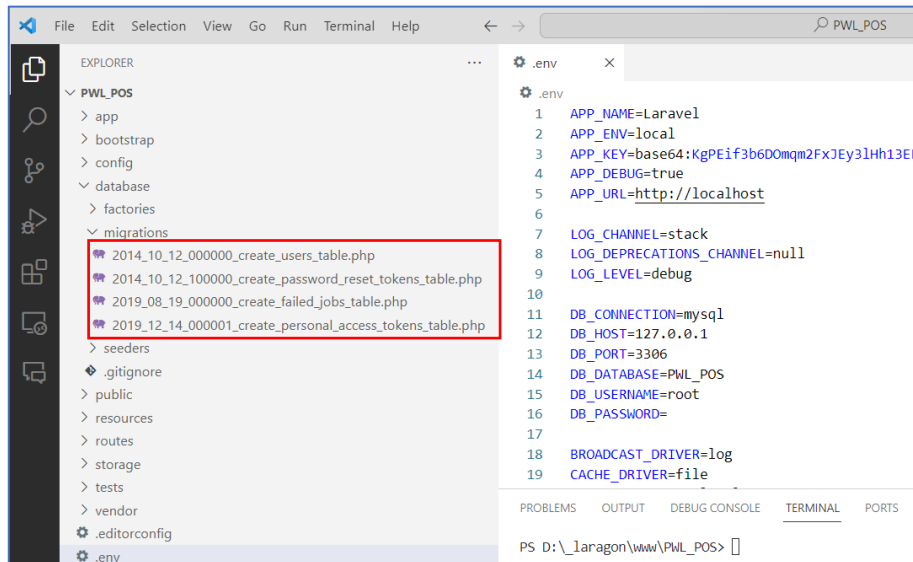 File Edit Selection View Go Run Terminal Help
PWL_POS
EXPLORER
PWL_POS
app
bootstrap
config
database
factories
migrations
2014_10_12_000000_create_users_table.php
2014_10_12_100000_create_password_reset_tokens_table.php
2019_08_19_000000_create_failed_jobs_table.php
2019_12_14_000001_create_personal_access_tokens_table.php
seeders
.gitignore
public
resources
routes
storage
tests
vendor
.editorconfig
.env
.env
.env
1 APP_NAME=Laravel
2 APP_ENV=local
3 APP_KEY=base64:KgPEif3b6DOmqm2FxJEy3lHh13E
4 APP_DEBUG=true
5 APP_URL=http://localhost
6
7 LOG_CHANNEL=stack
8 LOG_DEPRECATIONS_CHANNEL=null
9 LOG_LEVEL=debug
10
11 DB_CONNECTION=mysql
12 DB_HOST=127.0.0.1
13 DB_PORT=3306
14 DB_DATABASE=PWL_POS
15 DB_USERNAME=root
16 DB_PASSWORD=
17
18 BROADCAST_DRIVER=log
19 CACHE_DRIVER=file
PROBLEMS OUTPUT DEBUG CONSOLE TERMINAL PORTS
PS D:\_laragon\www\PWL_POS>